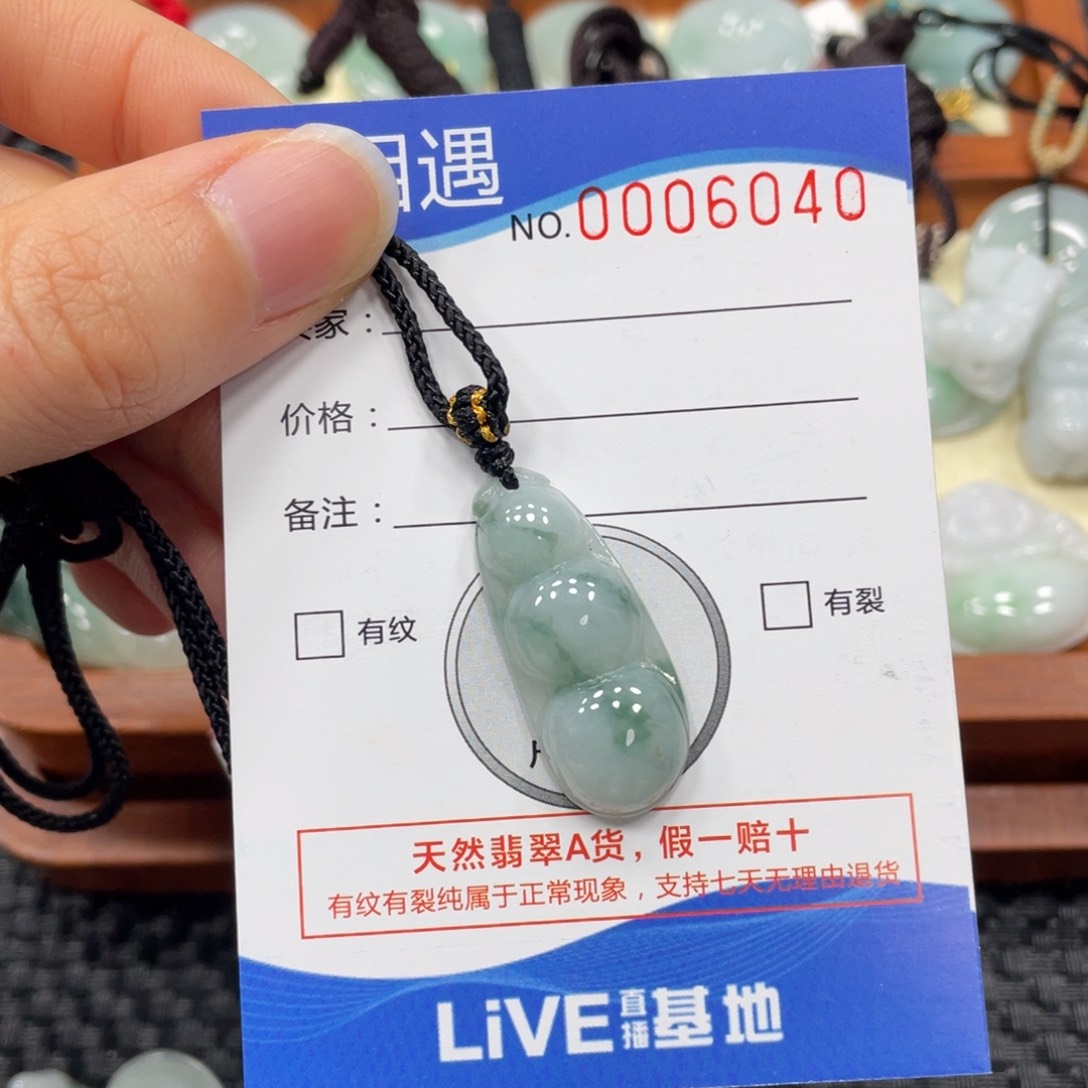 遇
NO.0006040
家：
价格：
备注：
有纹
有裂
天然翡翠A货，假一赔十
有纹有裂纯属于正常现象，支持七天无理由退货
LiVE直播基地